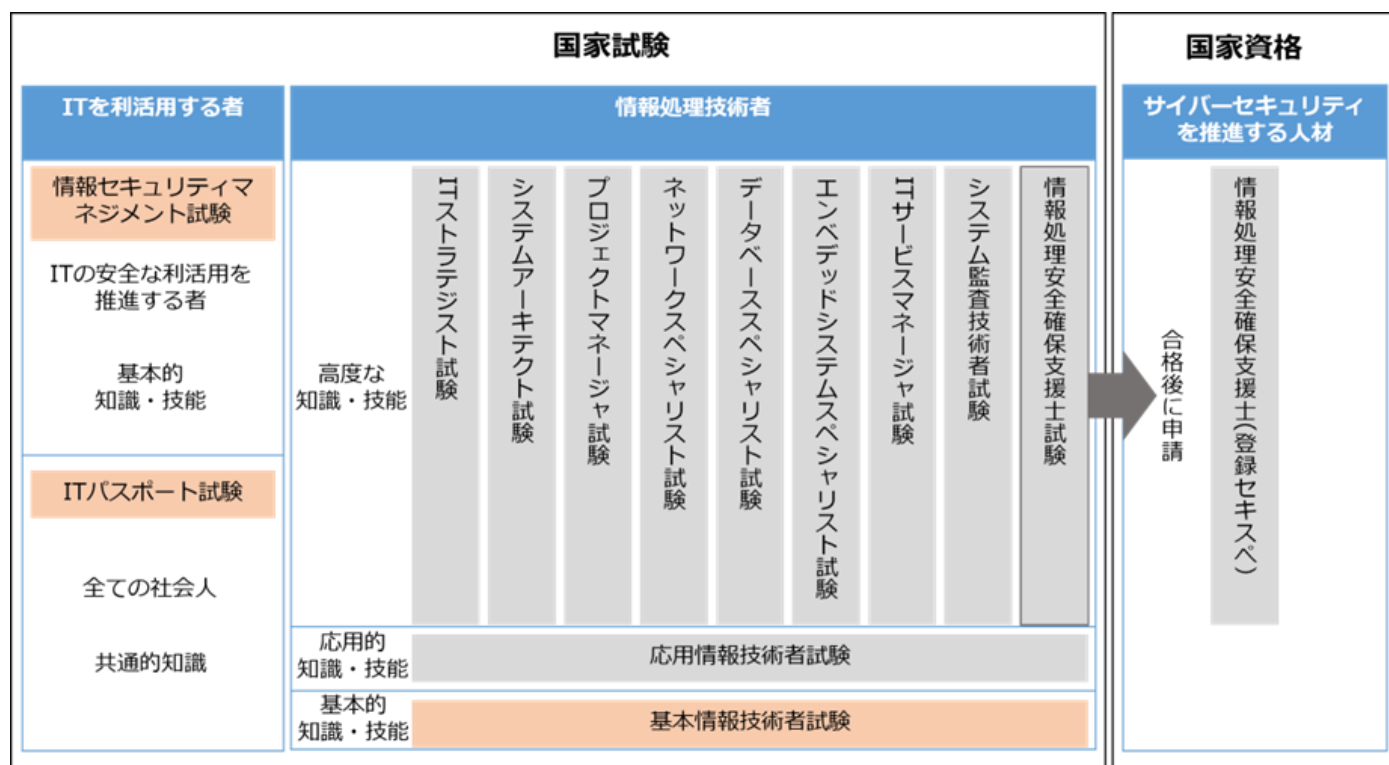 国家試験
国家資格
ITを利活用する者
情報処理技術者
サイバーセキュリティ
を推進する人材
情報セキュリティマ
ネジメント試験
ITの安全な利活用を
推進する者
基本的
知識・技能
ITパスポート試験
全ての社会人
共通的知識
高度な
知識・技能
ITストラテジスト試験
システムアーキテクト試験
プロジェクトマネージャ試験
ネットワークスペシャリスト試験
データベーススペシャリスト試験
エンベデッドシステムスペシャリスト試験
ITサービスマネージャ試験
システム監査技術者試験
情報処理安全確保支援士試験
応用的
知識・技能
応用情報技術者試験
基本的
知識・技能
基本情報技術者試験
合格後に申請
情報処理安全確保支援士(登録セキスペ)